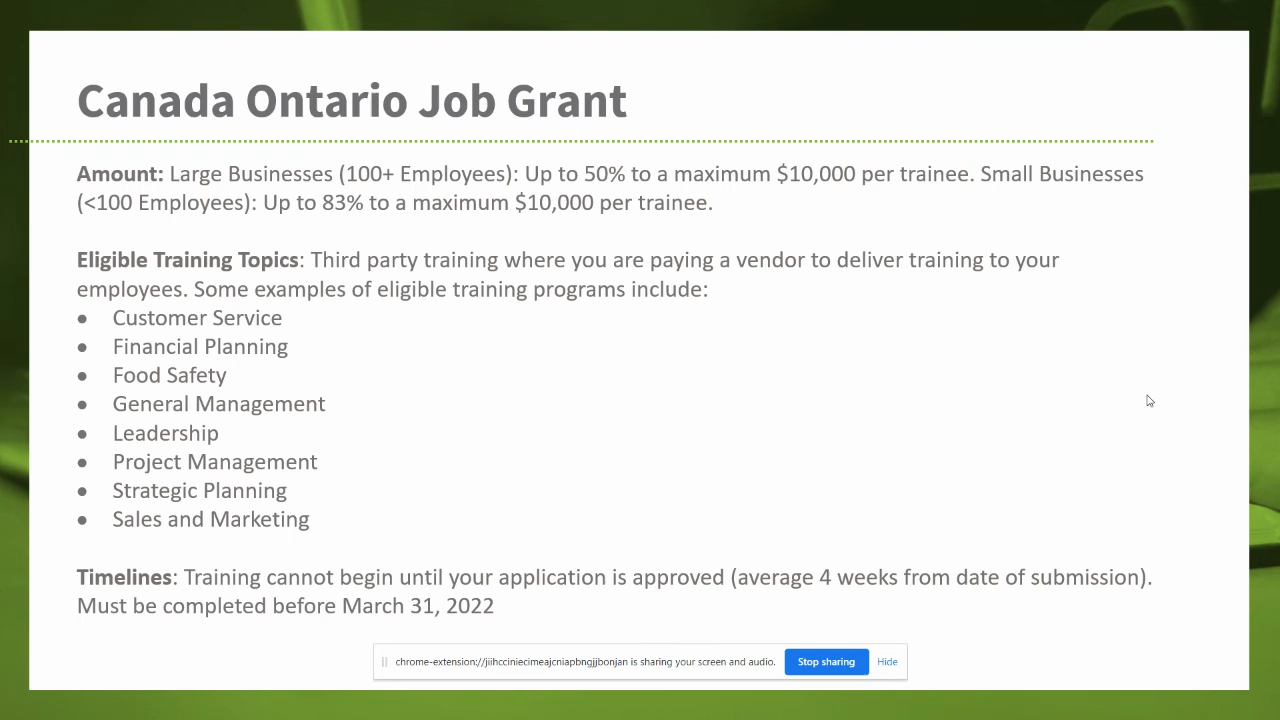 Canada Ontario Job Grant
Amount: Large Businesses (100+ Employees): Up to 50% to a maximum $10,000 per trainee. Small Businesses
(<100 Employees): Up to 83% to a maximum $10,000 per trainee.
Eligible Training Topics: Third party training where you are paying a vendor to deliver training to your
employees. Some examples of eligible training programs include:
● Customer Service
● Financial Planning
● Food Safety
● General Management
● Leadership
● Project Management
● Strategic Planning
● Sales and Marketing
Timelines: Training cannot begin until your application is approved (average 4 weeks from date of submission).
Must be completed before March 31, 2022
chrome-extension://jiihcciniecimeajcniapbngjjbonjan is sharing your screen and audio. Stop sharing Hide